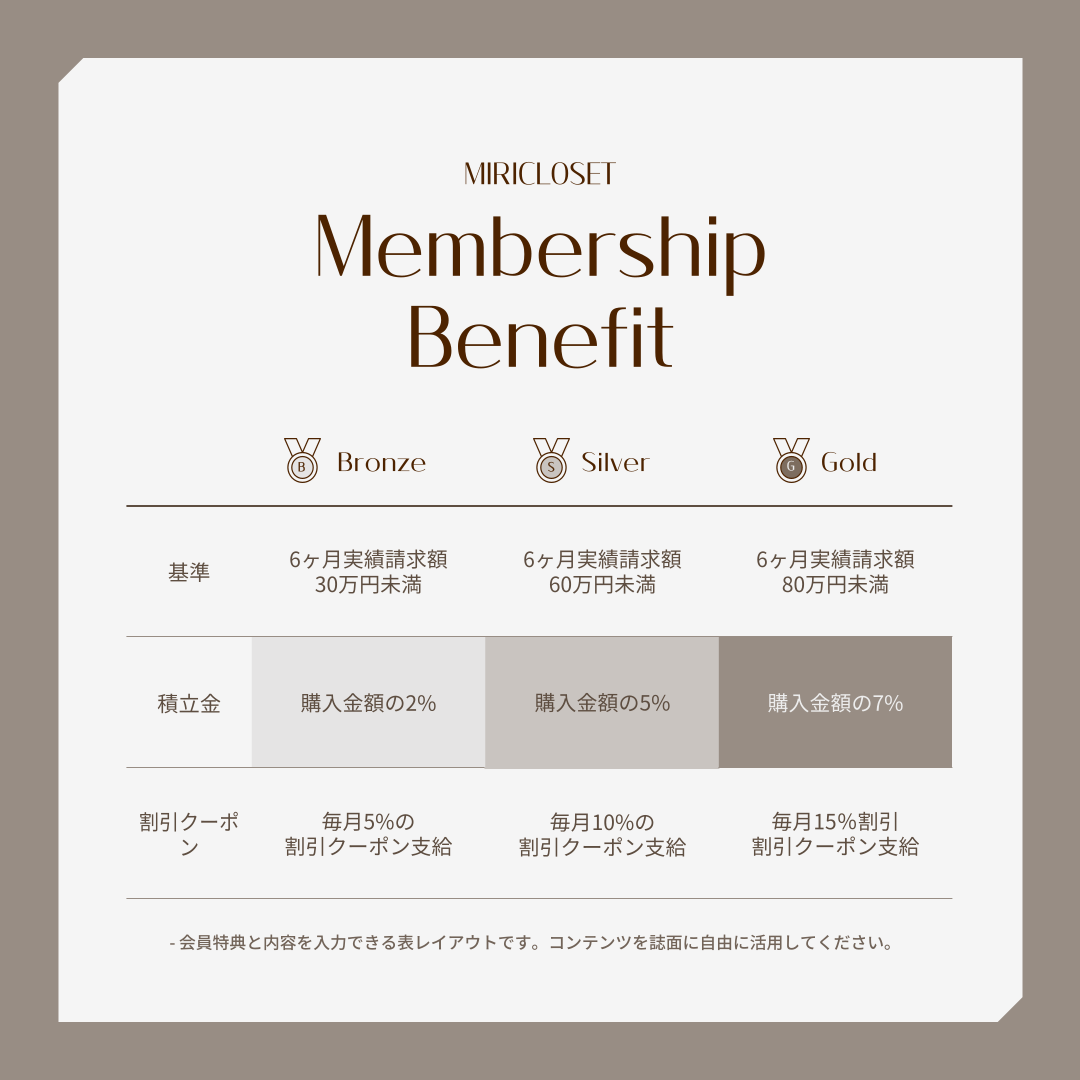 MIRICLOSET
Membership
Benefit
B Bronze
S Silver
G Gold
基準
6ヶ月実績請求額
30万円未満
6ヶ月実績請求額
60万円未満
6ヶ月実績請求額
80万円未満
積立金
購入金額の2%
購入金額の5%
購入金額の7%
割引クーポ
ン
毎月5%の
割引クーポン支給
毎月10%の
割引クーポン支給
毎月15%割引
割引クーポン支給
- 会員特典と内容を入力できる表レイアウトです。コンテンツを誌面に自由に活用してください。